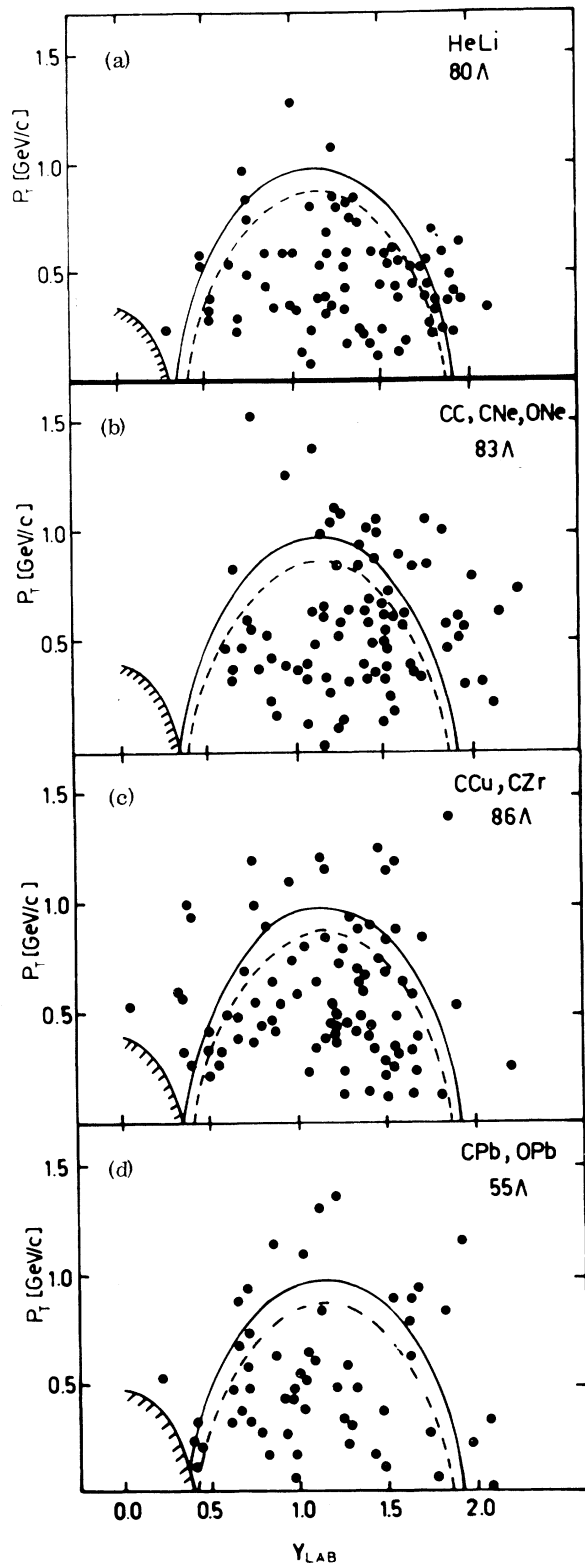 (a)
HeLi
80Λ
1.5
1.0
0.5
P_T [GeV/c]
(b)
CC, CNe, ONe
83Λ
1.5
1.0
0.5
P_T [GeV/c]
(c)
CCu, CZr
86Λ
1.5
1.0
0.5
P_T [GeV/c]
(d)
CPb, OPb
55Λ
1.5
1.0
0.5
P_T [GeV/c]
0.0 0.5 1.0 1.5 2.0
Y_LAB